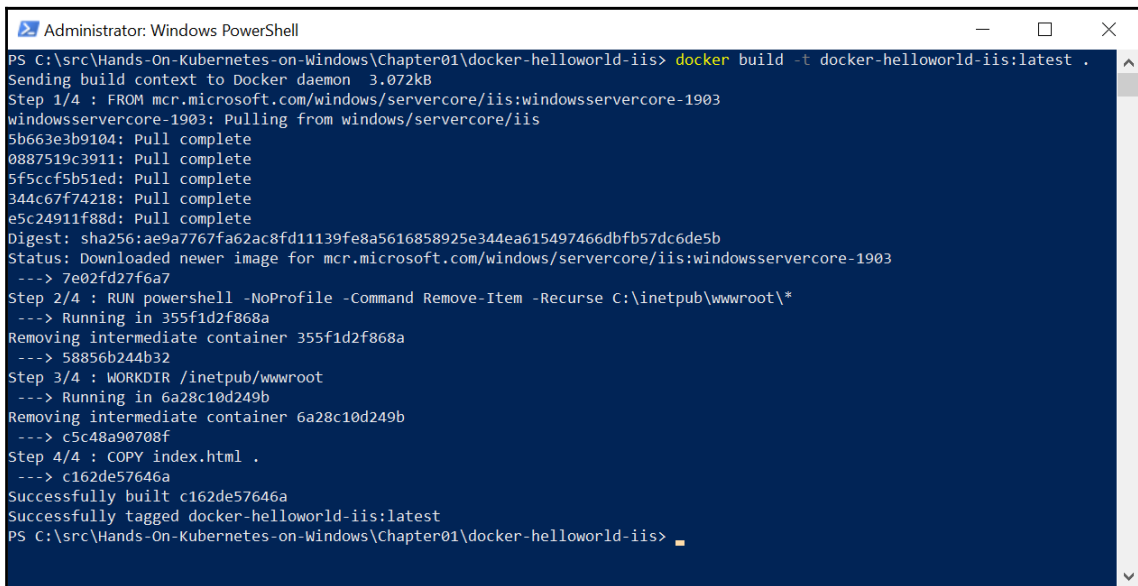 Administrator: Windows PowerShell
PS C:\src\Hands-On-Kubernetes-on-Windows\Chapter01\docker-helloworld-iis> docker build -t docker-helloworld-iis:latest .
Sending build context to Docker daemon  3.072kB
Step 1/4 : FROM mcr.microsoft.com/windows/servercore/iis:windowsservercore-1903
windowsservercore-1903: Pulling from windows/servercore/iis
5b663e3b9104: Pull complete
0887519c3911: Pull complete
5f5ccf5b51ed: Pull complete
344c67f74218: Pull complete
e5c24911f88d: Pull complete
Digest: sha256:ae9a7767fa62ac8fd11139fe8a5616858925e344ea615497466dbfb57dc6de5b
Status: Downloaded newer image for mcr.microsoft.com/windows/servercore/iis:windowsservercore-1903
 ---> 7e02fd27f6a7
Step 2/4 : RUN powershell -NoProfile -Command Remove-Item -Recurse C:\inetpub\wwwroot\*
 ---> Running in 355f1d2f868a
Removing intermediate container 355f1d2f868a
 ---> 58856b244b32
Step 3/4 : WORKDIR /inetpub/wwwroot
 ---> Running in 6a28c10d249b
Removing intermediate container 6a28c10d249b
 ---> c5c48a90708f
Step 4/4 : COPY index.html .
 ---> c162de57646a
Successfully built c162de57646a
Successfully tagged docker-helloworld-iis:latest
PS C:\src\Hands-On-Kubernetes-on-Windows\Chapter01\docker-helloworld-iis>